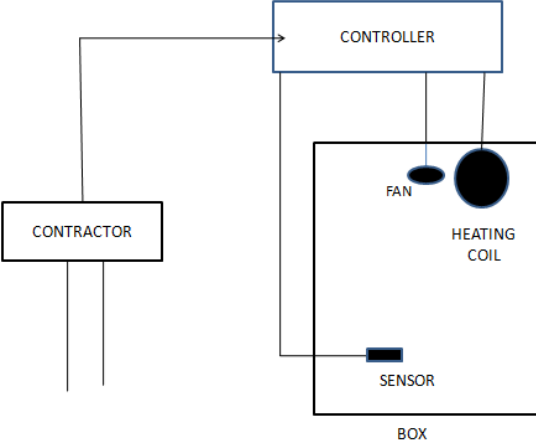 CONTROLLER
FAN
CONTRACTOR
HEATING
COIL
SENSOR
BOX